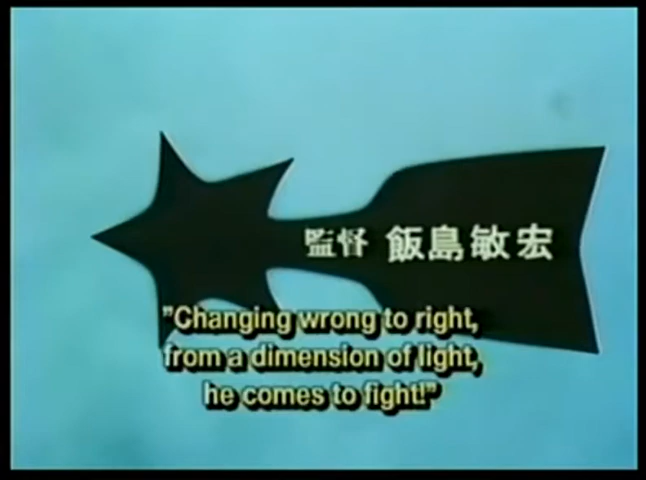 監督 飯島敏宏
"Changing wrong to right,
from a dimension of light,
he comes to fight!"